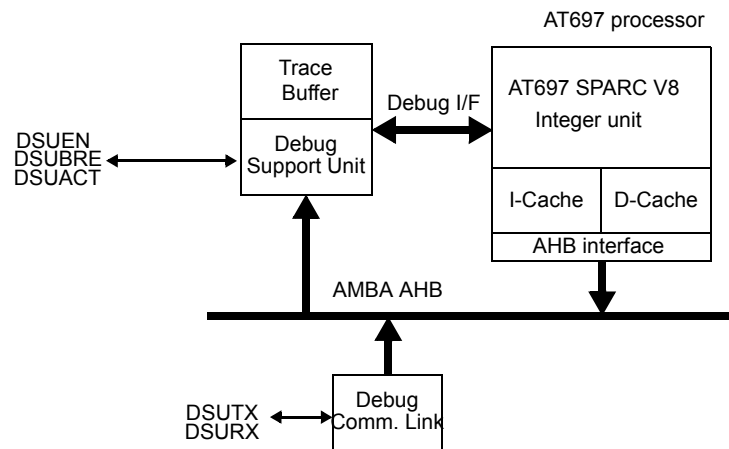 AT697 processor
Trace
Buffer
Debug I/F
AT697 SPARC V8
Integer unit
DSUEN
DSUBRE
DSUACT
Debug
Support Unit
I-Cache
D-Cache
AHB interface
AMBA AHB
DSUTX
DSURX
Debug
Comm. Link